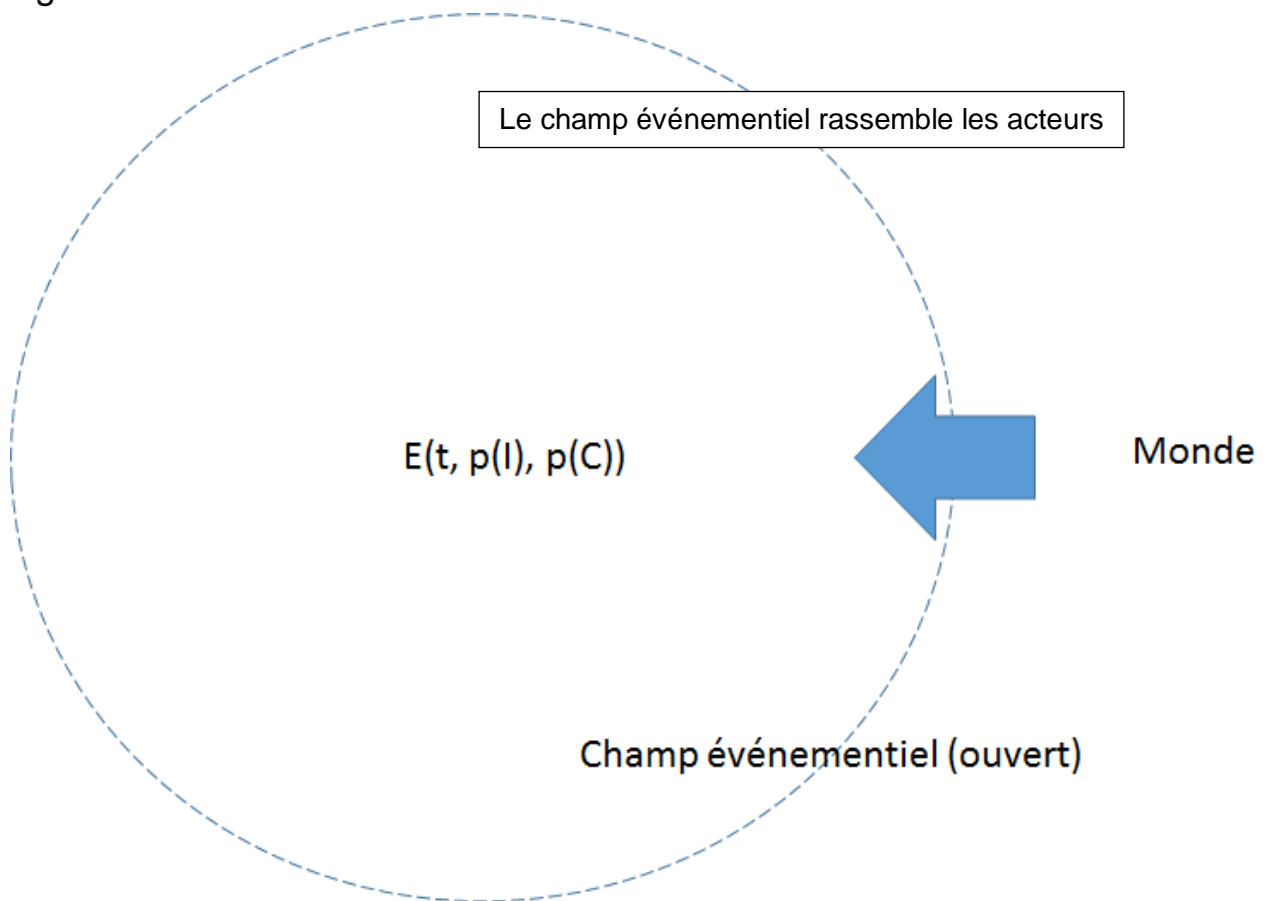 g
Le champ événementiel rassemble les acteurs
E(t, p(I), p(C))
Monde
Champ événementiel (ouvert)